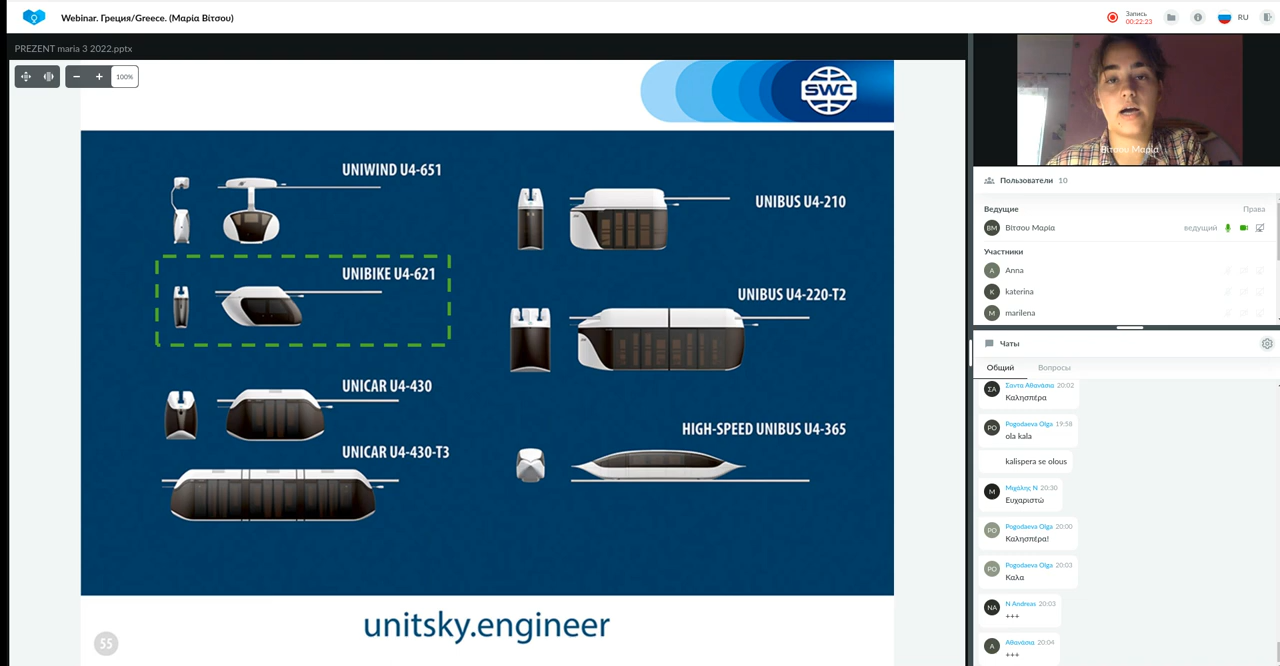 Webinar. Греция/Greece. (Μαρία Βίτσου)
Запись
00:22:23
RU
PREZENT maria 3 2022.pptx
100%
SWC
UNIWIND U4-651
UNIBIKE U4-621
UNICAR U4-430
UNICAR U4-430-T3
UNIBUS U4-210
UNIBUS U4-220-T2
HIGH-SPEED UNIBUS U4-365
unitsky.engineer
55
Βίτσου Μαρία
Пользователи 10
Ведущие Права
ВМ Βίτσου Μαρία ведущий
Участники
A Anna
K katerina
M marilena
Чаты
Общий Вопросы
ΣΑ Σαντα Αθανάσια 20:02
Καλησπέρα
PO Pogodaeva Olga 19:58
ola kala
kalispera se olous
Μ Μιχάλης Ν 20:30
Ευχαριστώ
PO Pogodaeva Olga 20:00
Καλησπέρα!
PO Pogodaeva Olga 20:03
Καλα
NA N Andreas 20:03
+++
Α Αθανάσια 20:04
+++